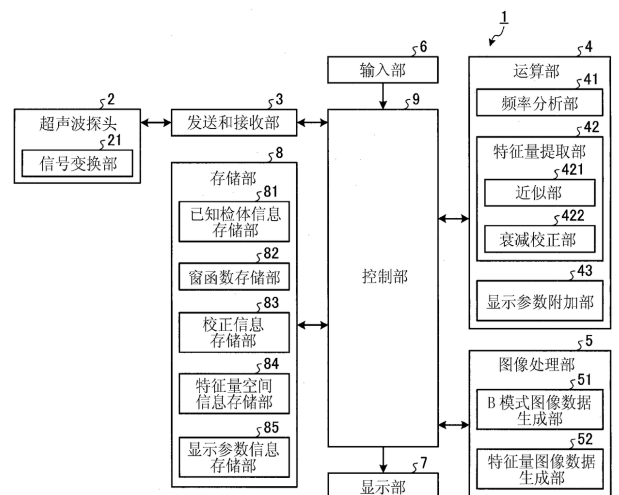 1
6
输入部
2
超声波探头
21
信号变换部
3
发送和接收部
9
控制部
8
存储部
81
已知检体信息
存储部
82
窗函数存储部
83
校正信息
存储部
84
特征量空间
信息存储部
85
显示参数信息
存储部
7
显示部
4
运算部
41
频率分析部
42
特征量提取部
421
近似部
422
衰减校正部
43
显示参数附加部
5
图像处理部
51
B 模式图像数据
生成部
52
特征量图像数据
生成部